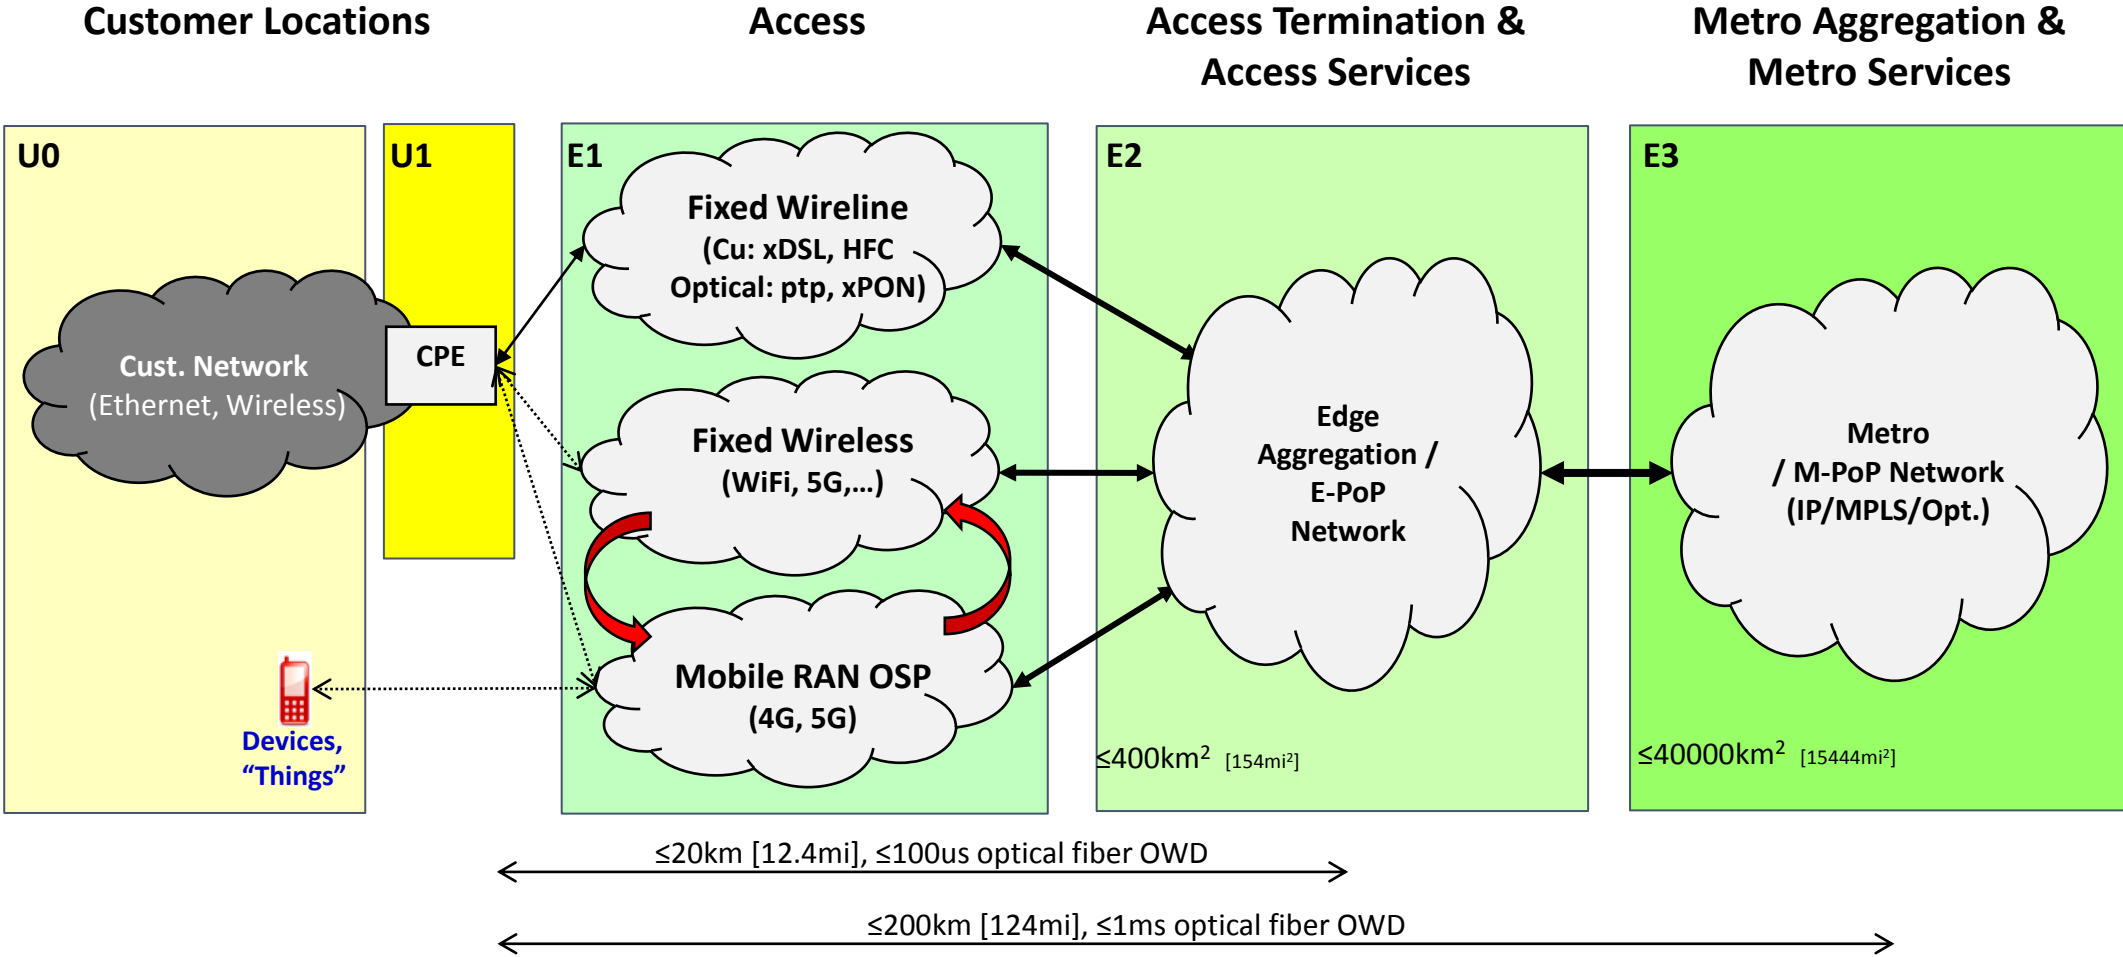 Customer Locations
Access
Access Termination &
Access Services
Metro Aggregation &
Metro Services
U0
U1
E1
E2
E3
Cust. Network
(Ethernet, Wireless)
CPE
Devices,
“Things”
Fixed Wireline
(Cu: xDSL, HFC
Optical: ptp, xPON)
Fixed Wireless
(WiFi, 5G,...)
Mobile RAN OSP
(4G, 5G)
Edge
Aggregation /
E-PoP
Network
≤400km² [154mi²]
Metro
/ M-PoP Network
(IP/MPLS/Opt.)
≤40000km² [15444mi²]
≤20km [12.4mi], ≤100us optical fiber OWD
≤200km [124mi], ≤1ms optical fiber OWD